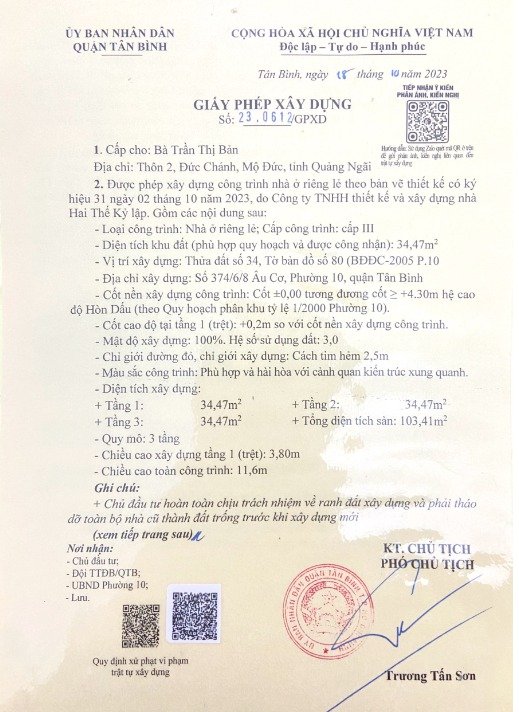 ỦY BAN NHÂN DÂN
QUẬN TÂN BÌNH
CỘNG HÒA XÃ HỘI CHỦ NGHĨA VIỆT NAM
Độc lập – Tự do – Hạnh phúc
Tân Bình, ngày 18 tháng 10 năm 2023
TIẾP NHẬN Ý KIẾN
PHẢN ÁNH, KIẾN NGHỊ
GIẤY PHÉP XÂY DỰNG
Số: 23.0612/GPXD
Hướng dẫn: Sử dụng Zalo quét mã QR ở trên
để gửi phản ánh, kiến nghị liên quan đến
trật tự xây dựng
1. Cấp cho: Bà Trần Thị Bán
Địa chỉ: Thôn 2, Đức Chánh, Mộ Đức, tỉnh Quảng Ngãi
2. Được phép xây dựng công trình nhà ở riêng lẻ theo bản vẽ thiết kế có ký
hiệu 31 ngày 02 tháng 10 năm 2023, do Công ty TNHH thiết kế và xây dựng nhà
Hai Thế Kỷ lập. Gồm các nội dung sau:
- Loại công trình: Nhà ở riêng lẻ; Cấp công trình: cấp III
- Diện tích khu đất (phù hợp quy hoạch và được công nhận): 34,47m²
- Vị trí xây dựng: Thửa đất số 34, Tờ bản đồ số 80 (BĐĐC-2005 P.10
- Địa chỉ xây dựng: Số 374/6/8 Âu Cơ, Phường 10, quận Tân Bình
- Cốt nền xây dựng công trình: Cốt ±0,00 tương đương cốt ≥ +4.30m hệ cao
độ Hòn Dấu (theo Quy hoạch phân khu tỷ lệ 1/2000 Phường 10).
- Cốt cao độ tại tầng 1 (trệt): +0,2m so với cốt nền xây dựng công trình.
- Mật độ xây dựng: 100%. Hệ số sử dụng đất: 3,0
- Chỉ giới đường đỏ, chỉ giới xây dựng: Cách tim hẻm 2,5m
- Màu sắc công trình: Phù hợp và hài hòa với cảnh quan kiến trúc xung quanh.
- Diện tích xây dựng:
+ Tầng 1: 34,47m² + Tầng 2: 34,47m²
+ Tầng 3: 34,47m² + Tổng diện tích sàn: 103,41m²
- Quy mô: 3 tầng
- Chiều cao xây dựng tầng 1 (trệt): 3,80m
- Chiều cao toàn công trình: 11,6m
Ghi chú:
+ Chủ đầu tư hoàn toàn chịu trách nhiệm về ranh đất xây dựng và phải tháo
dỡ toàn bộ nhà cũ thành đất trống trước khi xây dựng mới
(xem tiếp trang sau)
Nơi nhận:
- Chủ đầu tư;
- Đội TTĐB/QTB;
- UBND Phường 10;
- Lưu.
KT. CHỦ TỊCH
PHÓ CHỦ TỊCH
Quy định xử phạt vi phạm
trật tự xây dựng
Trương Tấn Sơn